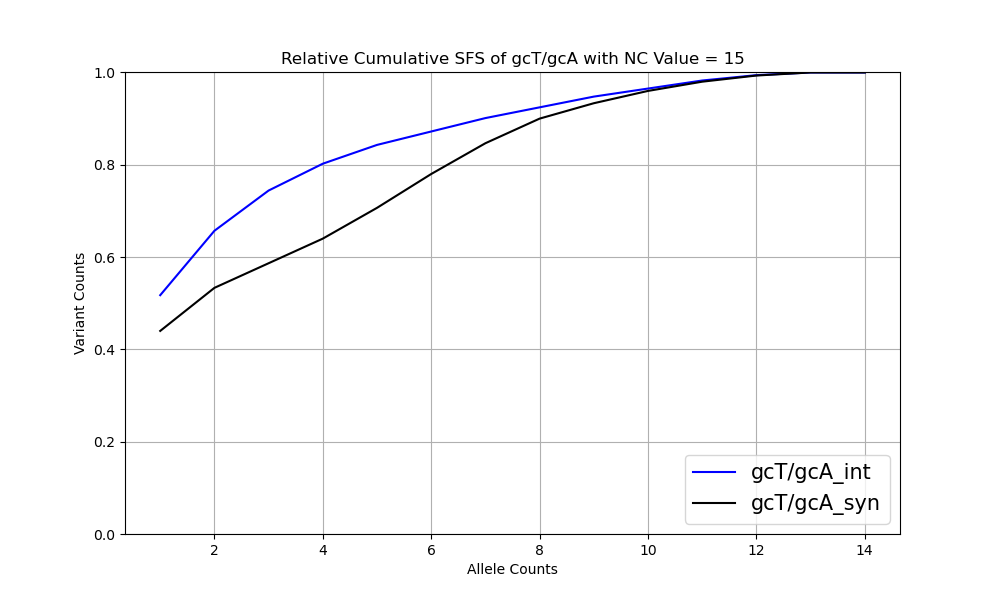 Relative Cumulative SFS of gcT/gcA with NC Value = 15
1.0
0.8
0.6
0.4
0.2
0.0
Variant Counts
2 4 6 8 10 12 14
Allele Counts
gcT/gcA_int
gcT/gcA_syn